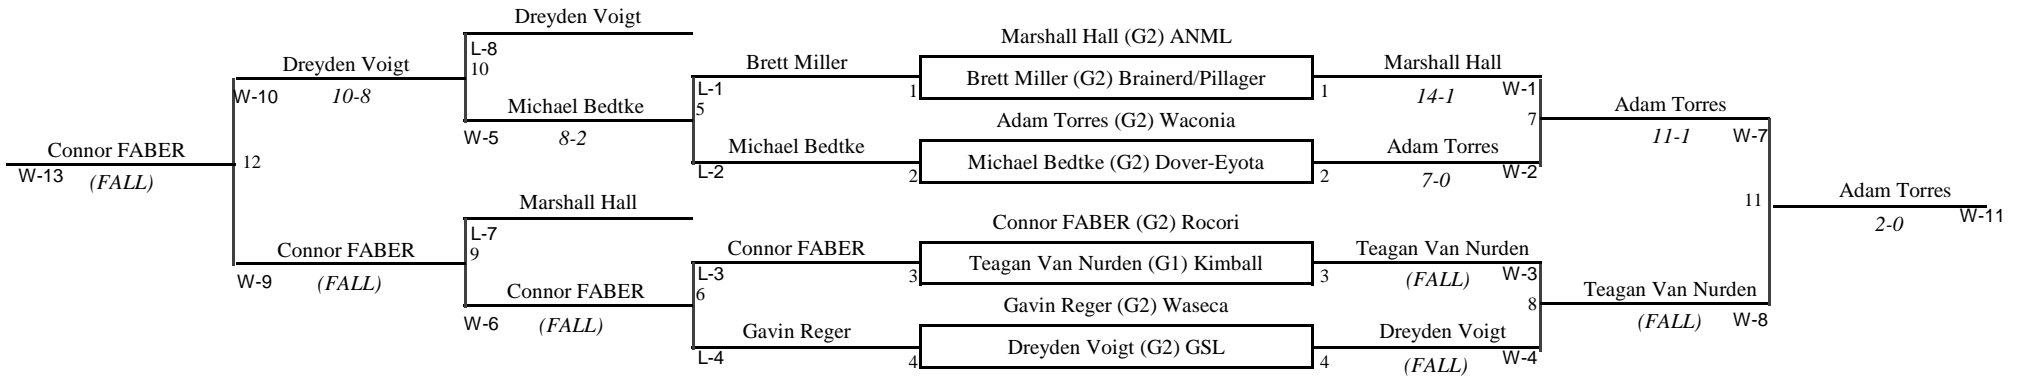 Dreyden Voigt
Marshall Hall (G2) ANML
L-8
Dreyden Voigt
10
Brett Miller
Brett Miller (G2) Brainerd/Pillager
Marshall Hall
W-10
10-8
L-1
1
1
14-1
W-1
Michael Bedtke
5
Adam Torres
Adam Torres (G2) Waconia
7
W-5
8-2
11-1
W-7
Connor FABER
12
Michael Bedtke
Michael Bedtke (G2) Dover-Eyota
Adam Torres
W-13
(FALL)
L-2
2
2
7-0
W-2
Adam Torres
Marshall Hall
11
2-0
W-11
L-7
Connor FABER (G2) Rocori
Connor FABER
9
Connor FABER
Teagan Van Nurden (G1) Kimball
Teagan Van Nurden
W-9
(FALL)
L-3
3
3
(FALL)
W-3
Connor FABER
6
Teagan Van Nurden
Gavin Reger (G2) Waseca
8
W-6
(FALL)
(FALL)
W-8
Gavin Reger
Dreyden Voigt (G2) GSL
Dreyden Voigt
L-4
4
4
(FALL)
W-4